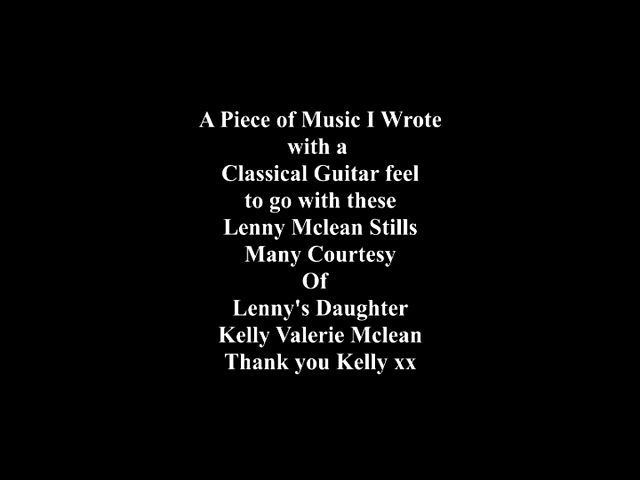 A Piece of Music I Wrote
with a
Classical Guitar feel
to go with these
Lenny Mclean Stills
Many Courtesy
Of
Lenny's Daughter
Kelly Valerie Mclean
Thank you Kelly xx